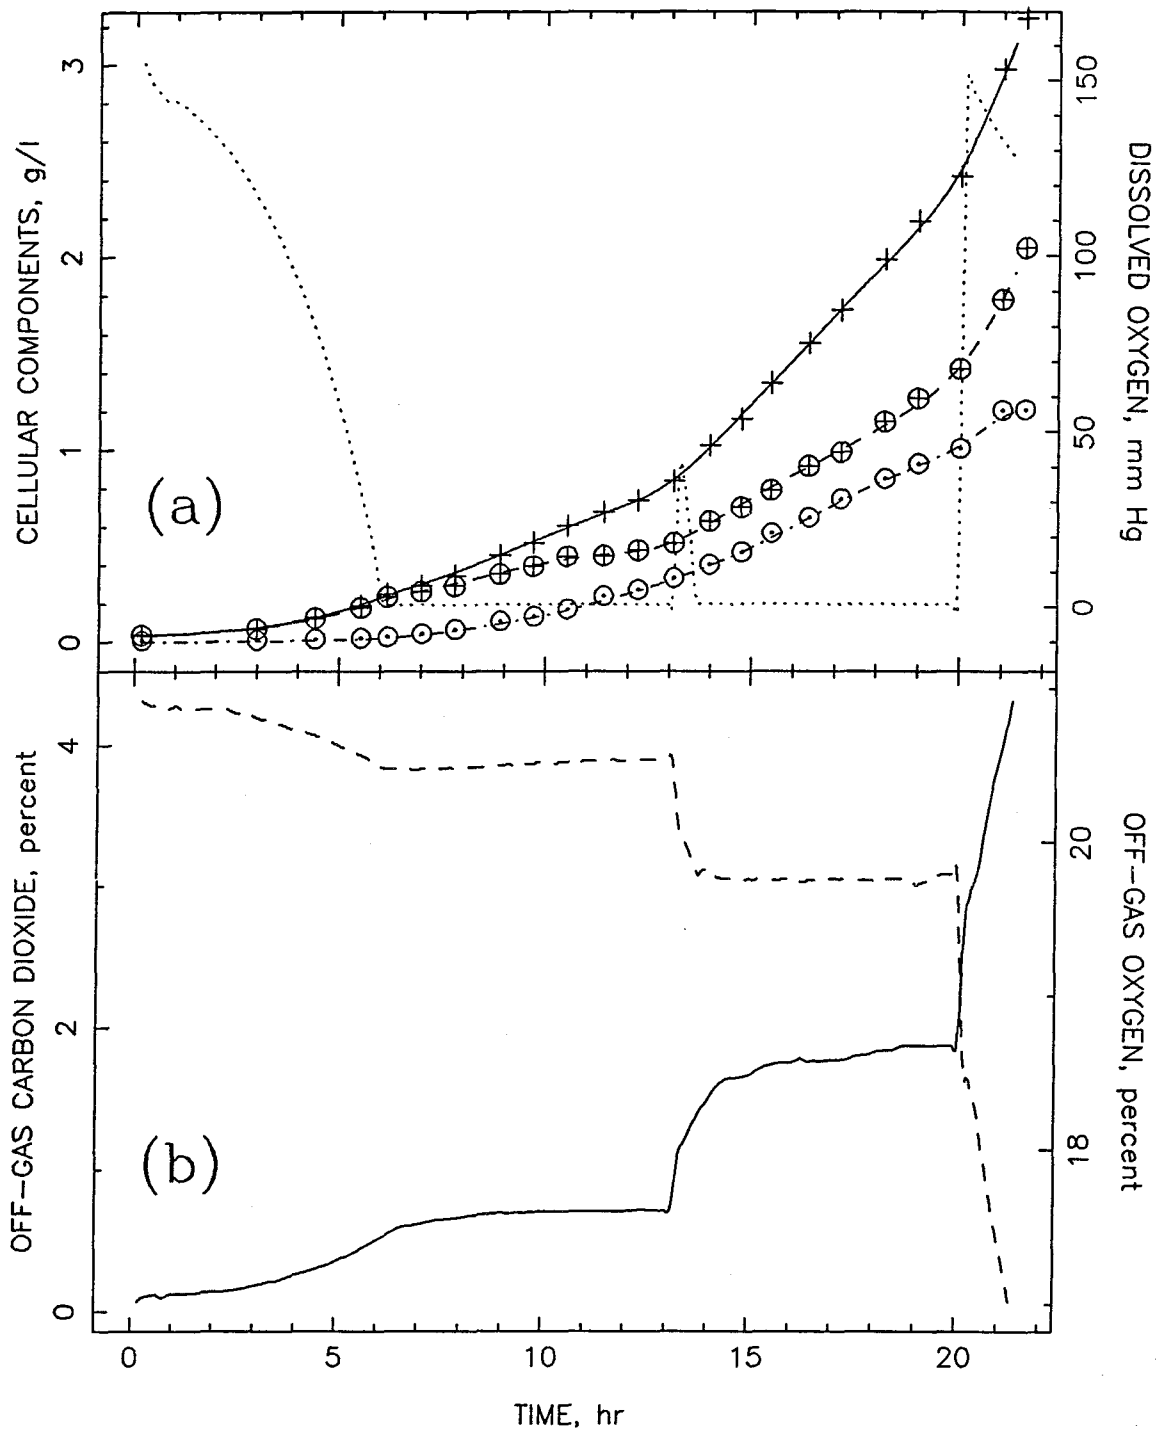 3
2
1
0
CELLULAR COMPONENTS, g/l
(a)
150
100
50
0
DISSOLVED OXYGEN, mm Hg
4
2
0
OFF-GAS CARBON DIOXIDE, percent
(b)
20
18
OFF-GAS OXYGEN, percent
0 5 10 15 20
TIME, hr